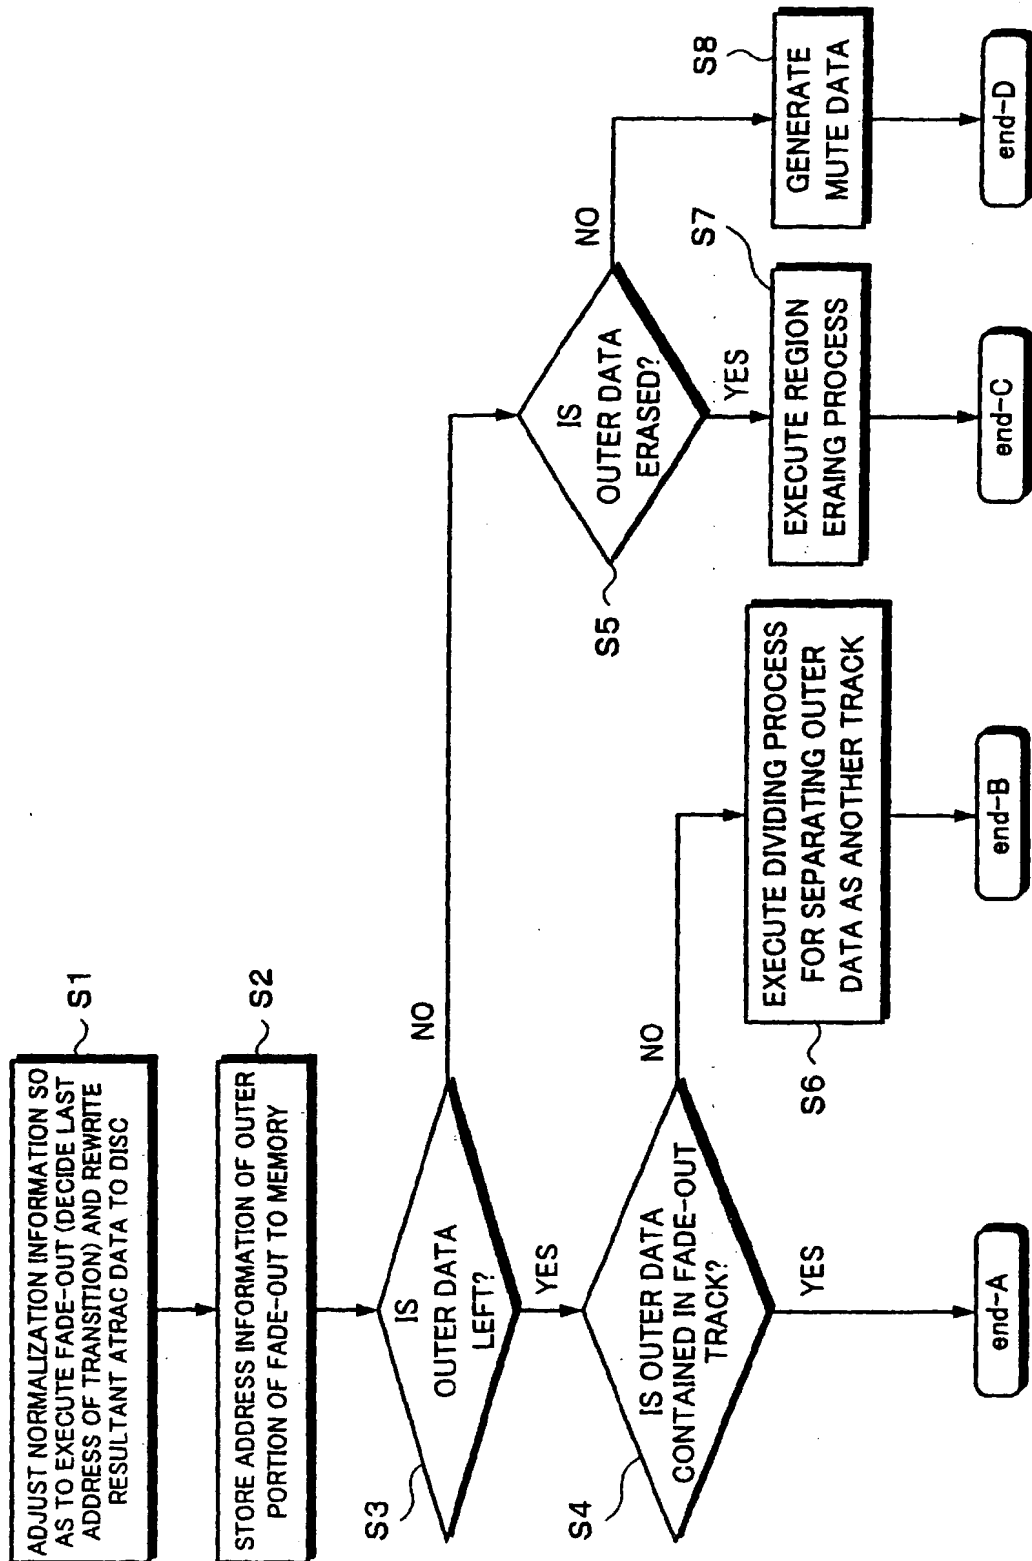 ADJUST NORMALIZATION INFORMATION SO
AS TO EXECUTE FADE-OUT (DECIDE LAST
ADDRESS OF TRANSITION) AND REWRITE
RESULTANT ATRAC DATA TO DISC
S1
STORE ADDRESS INFORMATION OF OUTER
PORTION OF FADE-OUT TO MEMORY
S2
IS
OUTER DATA
LEFT?
S3
NO
YES
IS OUTER DATA
CONTAINED IN FADE-OUT
TRACK?
S4
NO
YES
end-A
EXECUTE DIVIDING PROCESS
FOR SEPARATING OUTER
DATA AS ANOTHER TRACK
S6
end-B
IS
OUTER DATA
ERASED?
S5
NO
YES
EXECUTE REGION
ERAING PROCESS
S7
end-C
GENERATE
MUTE DATA
S8
end-D